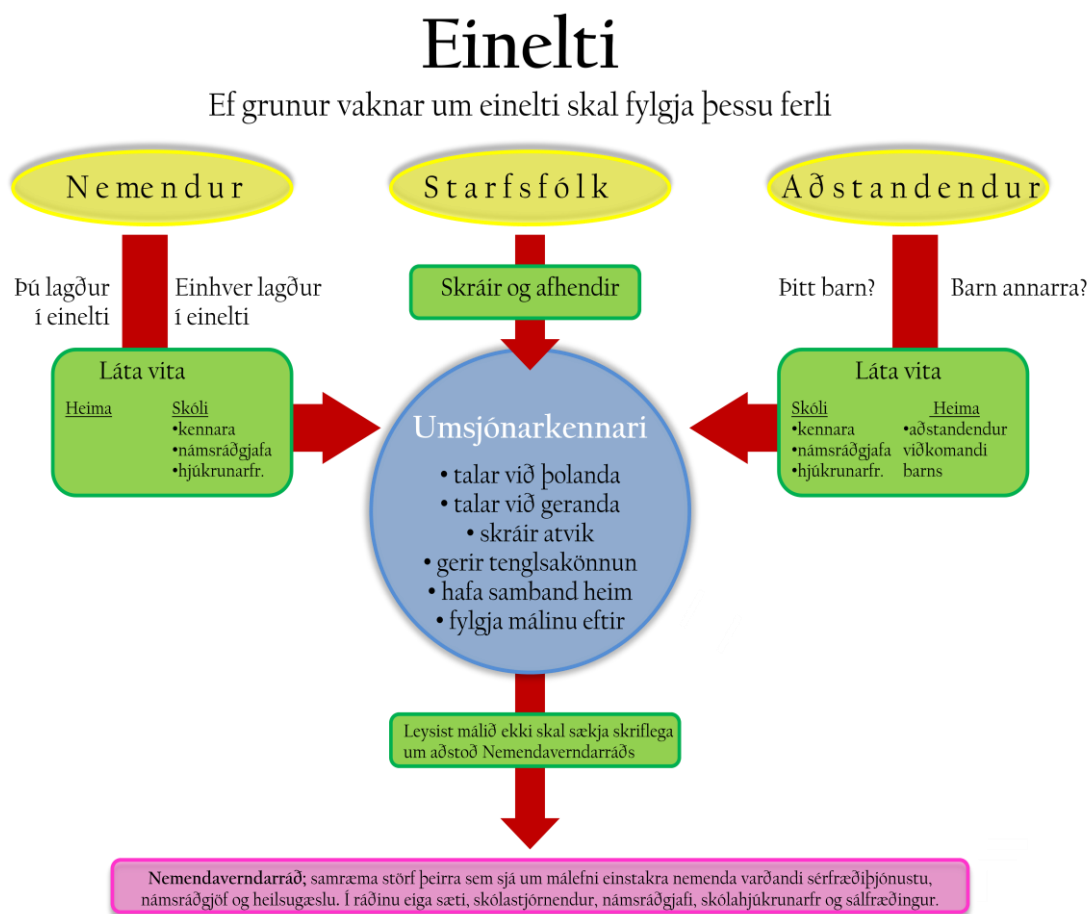 Einelti
Ef grunur vaknar um einelti skal fylgja þessu ferli
Nemendur
Starfsfólk
Aðstandendur
Þú lagður
í einelti
Einhver lagður
í einelti
Skráir og afhendir
Þitt barn?
Barn annarra?
Láta vita
Heima
Skóli
•kennara
•námsráðgjafa
•hjúkrunarfr.
Umsjónarkennari
• talar við þolanda
• talar við geranda
• skráir atvik
• gerir tenglsakönnun
• hafa samband heim
• fylgja málinu eftir
Láta vita
Skóli
•kennara
•námsráðgjafa
•hjúkrunarfr.
Heima
•aðstandendur
viðkomandi
barns
Leysist málið ekki skal sækja skriflega
um aðstoð Nemendaverndarráðs
Nemendaverndarráð; samræma störf þeirra sem sjá um málefni einstakra nemenda varðandi sérfræðiþjónustu,
námsráðgjöf og heilsugæslu. Í ráðinu eiga sæti, skólastjórnendur, námsráðgjafi, skólahjúkrunarfr og sálfræðingur.